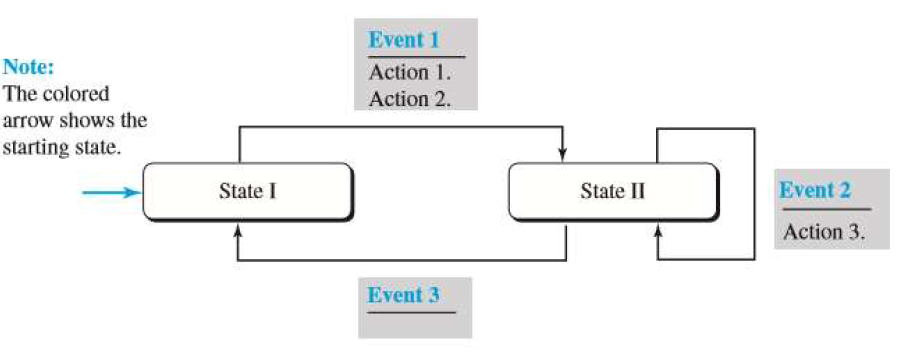 Event 1
Action 1.
Action 2.
Note:
The colored
arrow shows the
starting state.
State I
State II
Event 2
Action 3.
Event 3